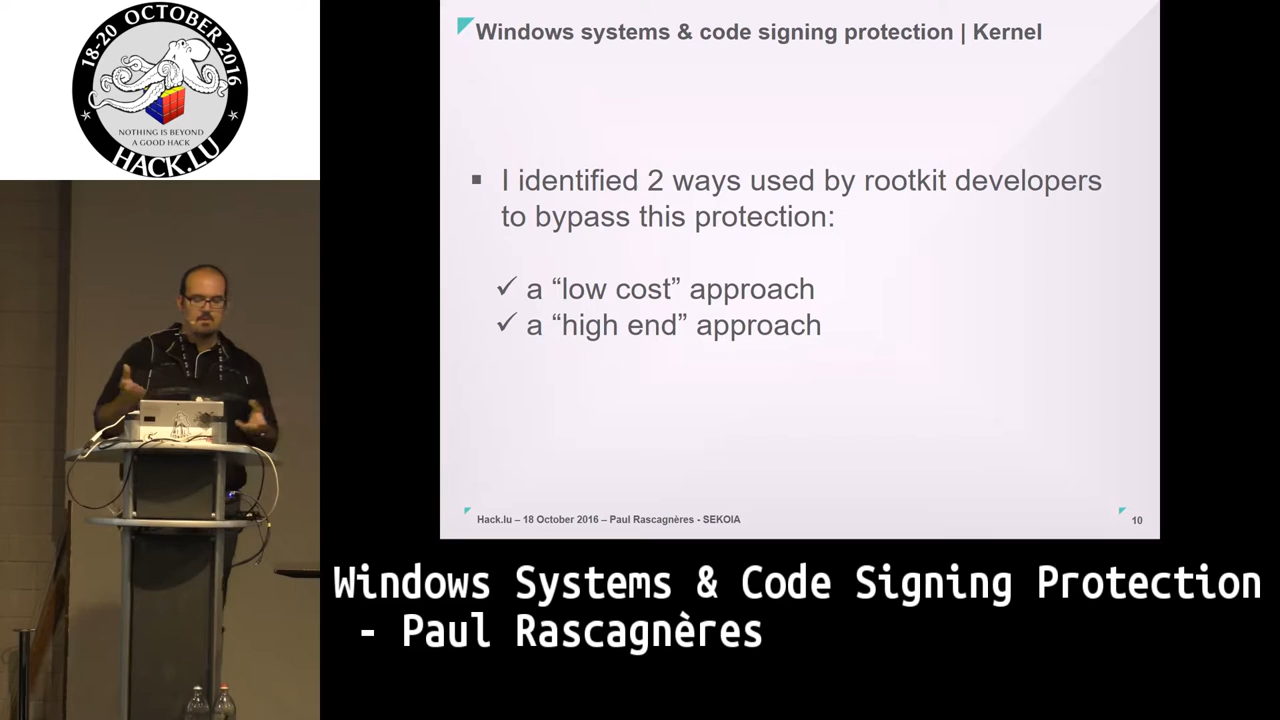 18-20 OCTOBER 2016
NOTHING IS BEYOND
A GOOD HACK
HACK.LU
Windows systems & code signing protection | Kernel
▪ I identified 2 ways used by rootkit developers
to bypass this protection:
✓ a “low cost” approach
✓ a “high end” approach
Hack.lu – 18 October 2016 – Paul Rascagnères - SEKOIA
10
Windows Systems & Code Signing Protection
- Paul Rascagnères